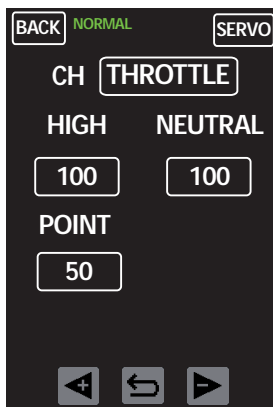 BACK NORMAL SERVO
CH THROTTLE
HIGH NEUTRAL
100 100
POINT
50
+ -